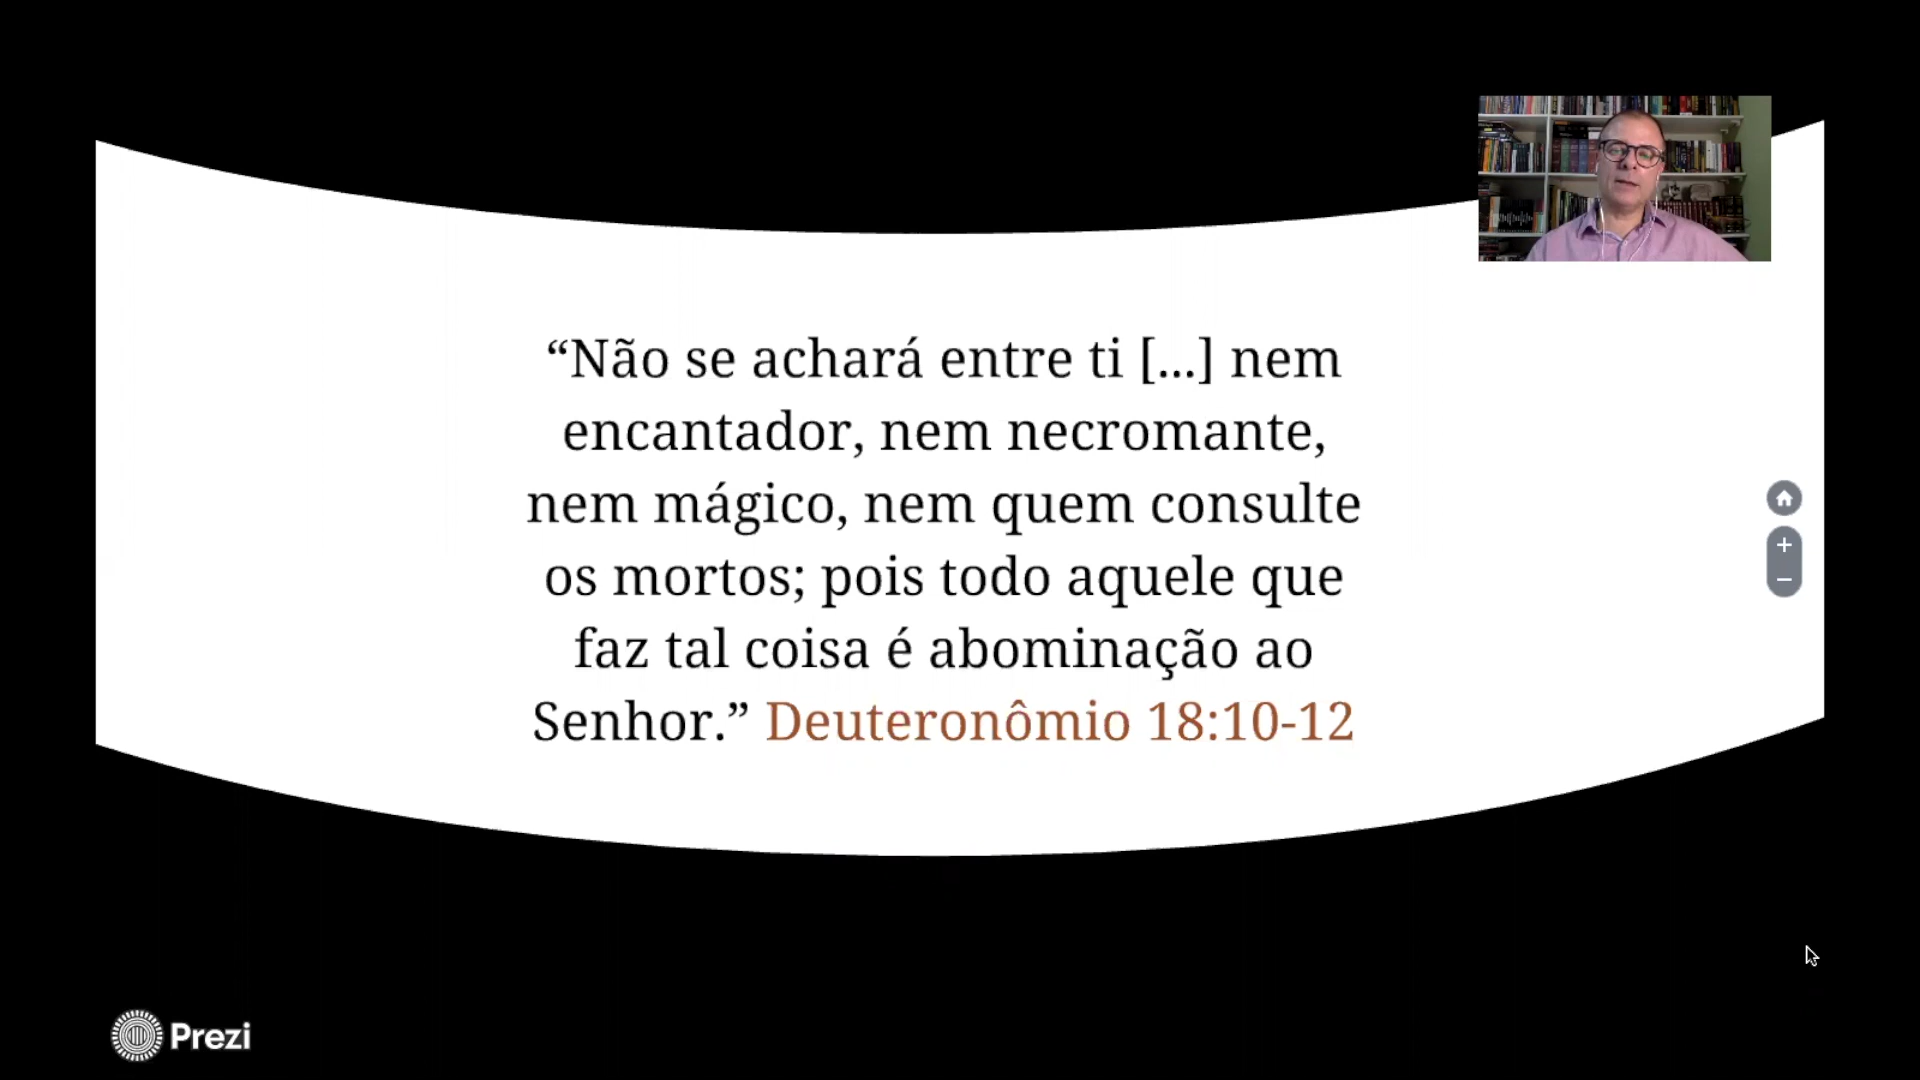 “Não se achará entre ti [...] nem
encantador, nem necromante,
nem mágico, nem quem consulte
os mortos; pois todo aquele que
faz tal coisa é abominação ao
Senhor.” Deuteronômio 18:10-12
Prezi